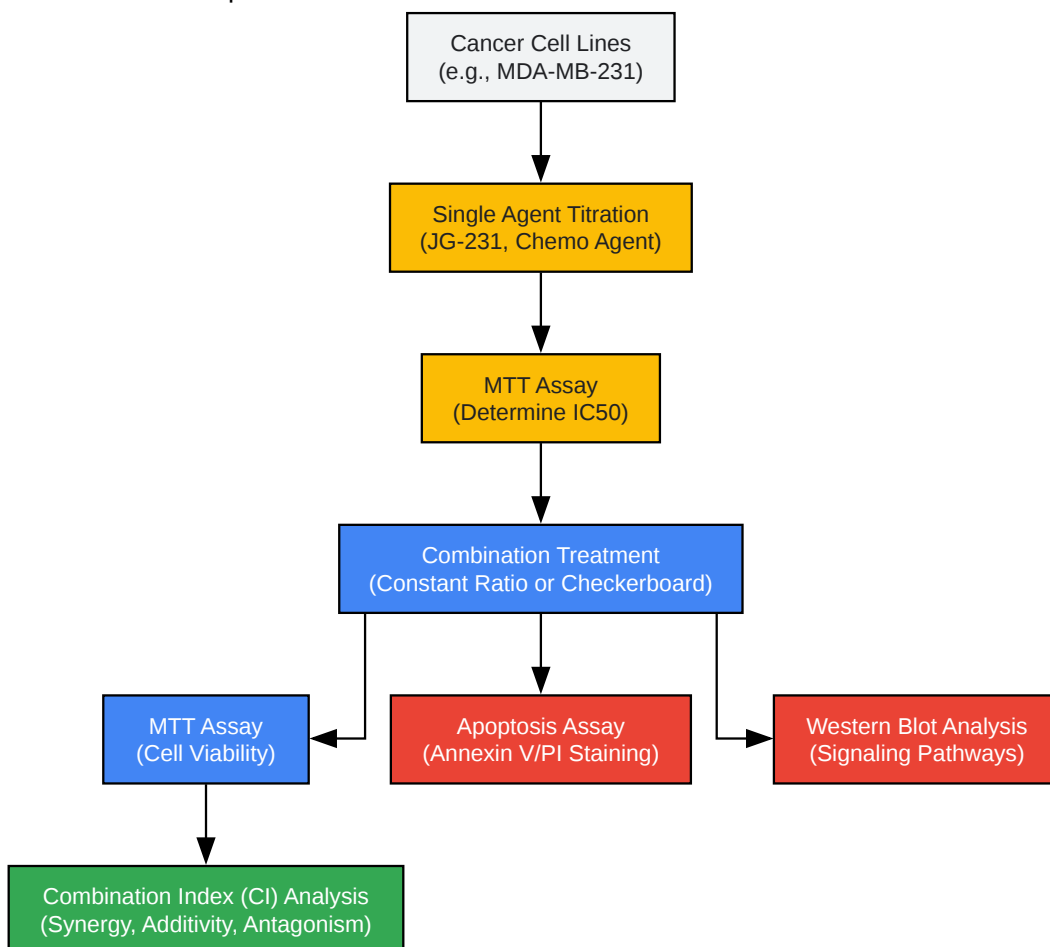 Cancer Cell Lines
(e.g., MDA-MB-231)
Single Agent Titration
(JG-231, Chemo Agent)
MTT Assay
(Determine IC50)
Combination Treatment
(Constant Ratio or Checkerboard)
MTT Assay
(Cell Viability)
Apoptosis Assay
(Annexin V/PI Staining)
Western Blot Analysis
(Signaling Pathways)
Combination Index (CI) Analysis
(Synergy, Additivity, Antagonism)